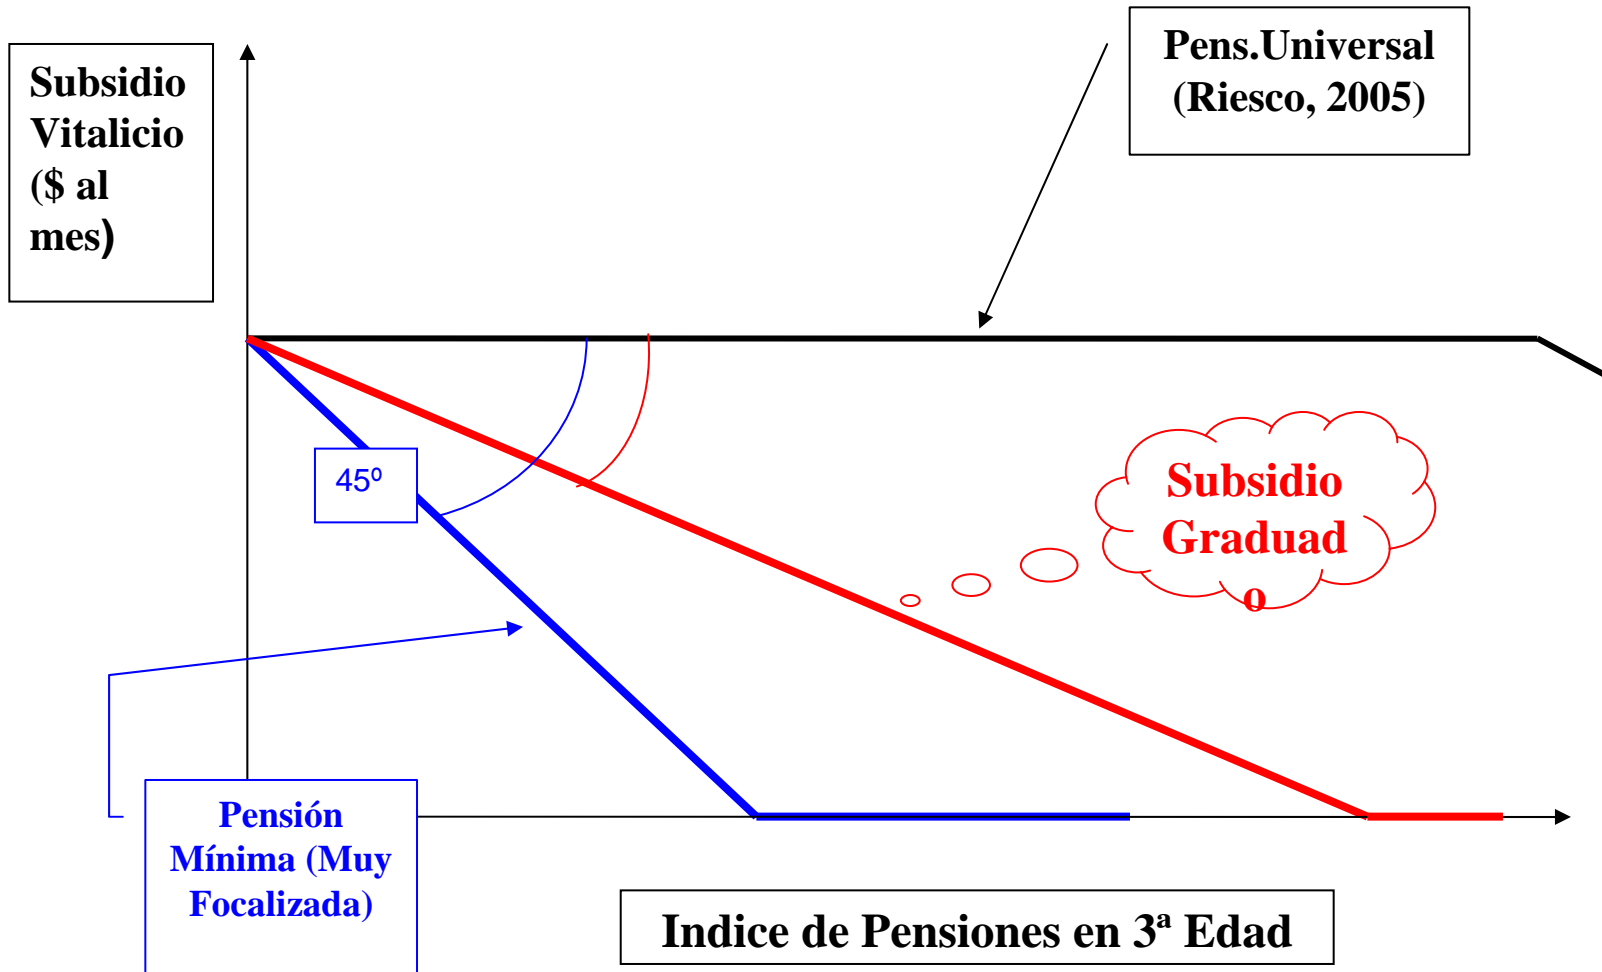 Subsidio
Vitalicio
($ al
mes)
Pens.Universal
(Riesco, 2005)
45º
Subsidio
Graduad
o
Pensión
Mínima (Muy
Focalizada)
Indice de Pensiones en 3ª Edad